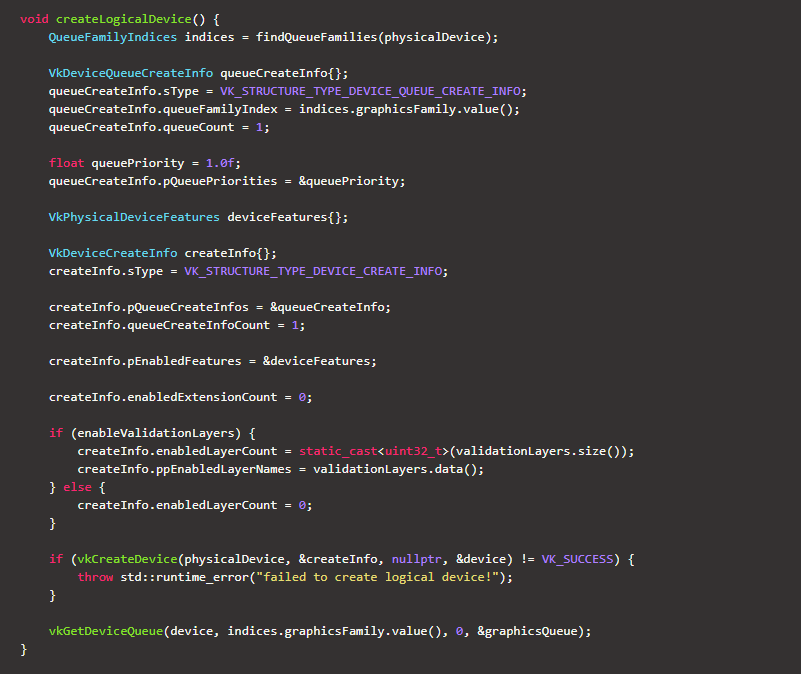 void createLogicalDevice() {
    QueueFamilyIndices indices = findQueueFamilies(physicalDevice);

    VkDeviceQueueCreateInfo queueCreateInfo{};
    queueCreateInfo.sType = VK_STRUCTURE_TYPE_DEVICE_QUEUE_CREATE_INFO;
    queueCreateInfo.queueFamilyIndex = indices.graphicsFamily.value();
    queueCreateInfo.queueCount = 1;

    float queuePriority = 1.0f;
    queueCreateInfo.pQueuePriorities = &queuePriority;

    VkPhysicalDeviceFeatures deviceFeatures{};

    VkDeviceCreateInfo createInfo{};
    createInfo.sType = VK_STRUCTURE_TYPE_DEVICE_CREATE_INFO;

    createInfo.pQueueCreateInfos = &queueCreateInfo;
    createInfo.queueCreateInfoCount = 1;

    createInfo.pEnabledFeatures = &deviceFeatures;

    createInfo.enabledExtensionCount = 0;

    if (enableValidationLayers) {
        createInfo.enabledLayerCount = static_cast<uint32_t>(validationLayers.size());
        createInfo.ppEnabledLayerNames = validationLayers.data();
    } else {
        createInfo.enabledLayerCount = 0;
    }

    if (vkCreateDevice(physicalDevice, &createInfo, nullptr, &device) != VK_SUCCESS) {
        throw std::runtime_error("failed to create logical device!");
    }

    vkGetDeviceQueue(device, indices.graphicsFamily.value(), 0, &graphicsQueue);
}